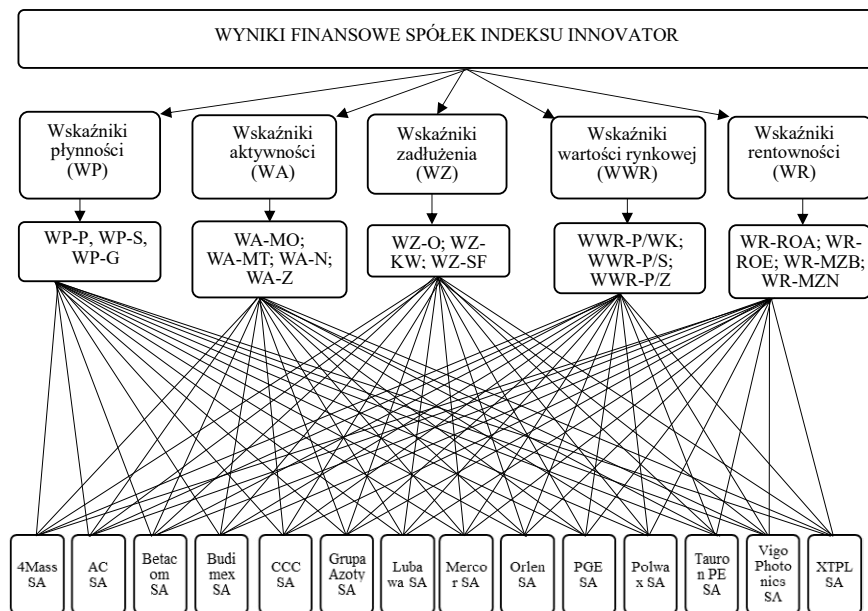 WYNIKI FINANSOWE SPÓŁEK INDEKSU INNOVATOR
Wskaźniki
płynności
(WP)
Wskaźniki
aktywności
(WA)
Wskaźniki
zadłużenia
(WZ)
Wskaźniki
wartości rynkowej
(WWR)
Wskaźniki
rentowności
(WR)
WP-P, WP-S,
WP-G
WA-MO;
WA-MT; WA-N;
WA-Z
WZ-O; WZ-
KW; WZ-SF
WWR-P/WK;
WWR-P/S;
WWR-P/Z
WR-ROA; WR-
ROE; WR-MZB;
WR-MZN
4Mass
SA
AC
SA
Betac
om
SA
Budi
mex
SA
CCC
SA
Grupa
Azoty
SA
Luba
wa SA
Merco
r SA
Orlen
SA
PGE
SA
Polwa
x SA
Tauro
n PE
SA
Vigo
Photo
nics
SA
XTPL
SA